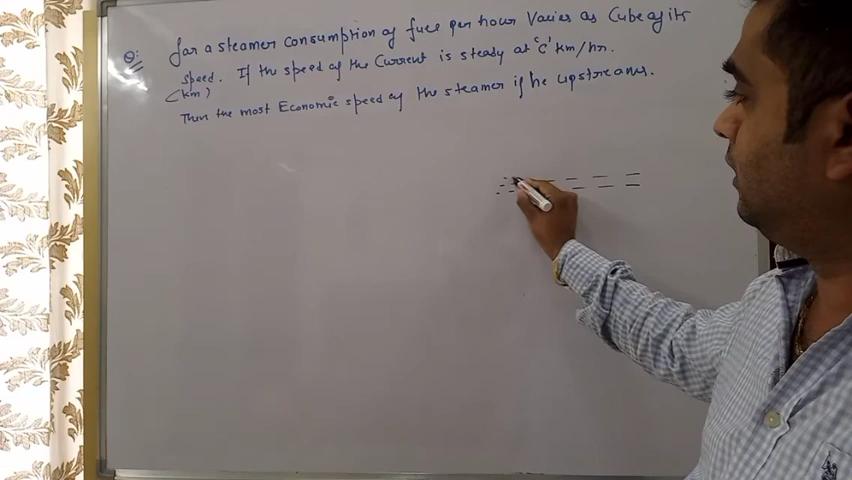 Q: for a steamer consumption of fuel per hour Varies as Cube of its
speed. If the speed of the Current is steady at 'C' km/hr.
(km)
Then the most Economic speed of the steamer if he upstreams.